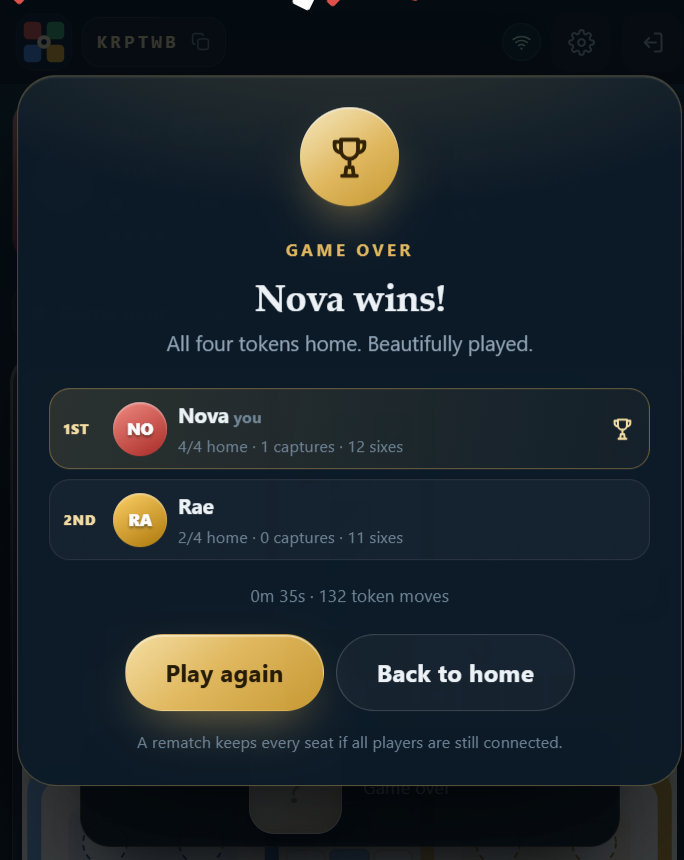 KRPTWB
GAME OVER
Nova wins!
All four tokens home. Beautifully played.
1ST
NO
Nova you
4/4 home · 1 captures · 12 sixes
2ND
RA
Rae
2/4 home · 0 captures · 11 sixes
0m 35s · 132 token moves
Play again
Back to home
A rematch keeps every seat if all players are still connected.
?
Game over